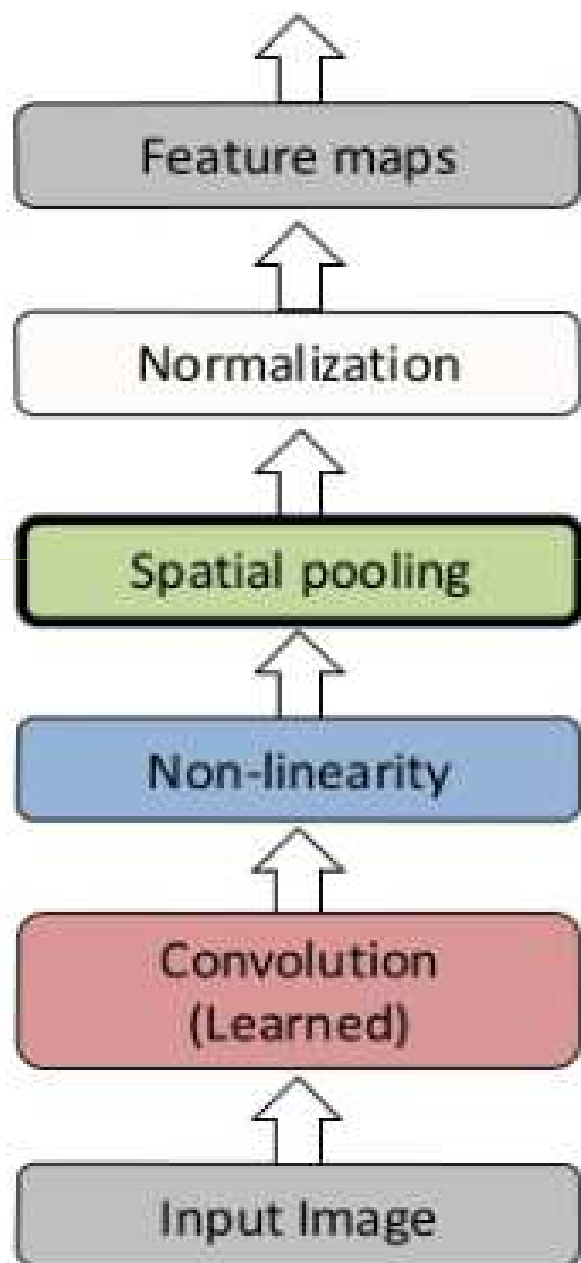 Feature maps
Normalization
Spatial pooling
Non-linearity
Convolution
(Learned)
Input Image